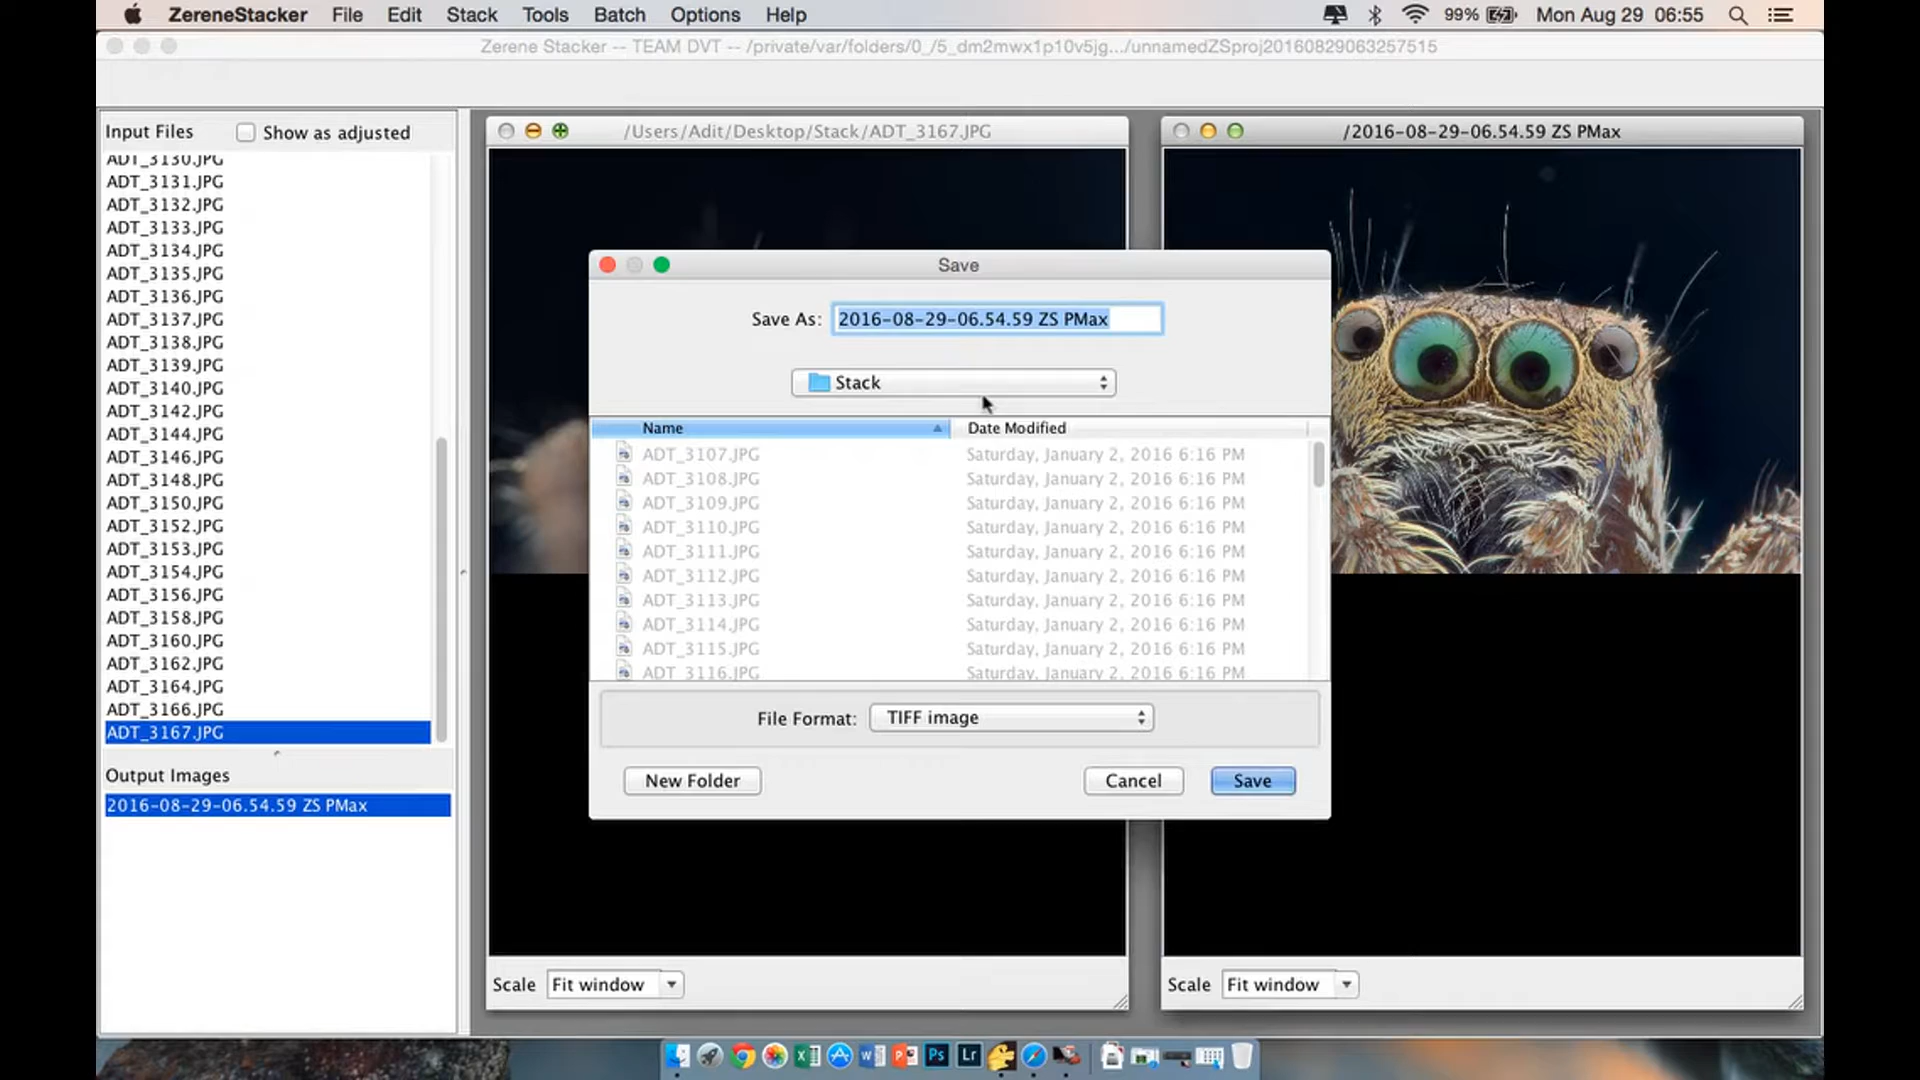 ZereneStacker File Edit Stack Tools Batch Options Help 99% Mon Aug 29 06:55
Zerene Stacker -- TEAM DVT -- /private/var/folders/0_/5_dm2mwx1p10v5jg.../unnamedZSproj20160829063257515
Input Files Show as adjusted
ADT_3130.JPG
ADT_3131.JPG
ADT_3132.JPG
ADT_3133.JPG
ADT_3134.JPG
ADT_3135.JPG
ADT_3136.JPG
ADT_3137.JPG
ADT_3138.JPG
ADT_3139.JPG
ADT_3140.JPG
ADT_3142.JPG
ADT_3144.JPG
ADT_3146.JPG
ADT_3148.JPG
ADT_3150.JPG
ADT_3152.JPG
ADT_3153.JPG
ADT_3154.JPG
ADT_3156.JPG
ADT_3158.JPG
ADT_3160.JPG
ADT_3162.JPG
ADT_3164.JPG
ADT_3166.JPG
ADT_3167.JPG
Output Images
2016-08-29-06.54.59 ZS PMax
/Users/Adit/Desktop/Stack/ADT_3167.JPG
/2016-08-29-06.54.59 ZS PMax
Save
Save As: 2016-08-29-06.54.59 ZS PMax
Stack
Name Date Modified
ADT_3107.JPG Saturday, January 2, 2016 6:16 PM
ADT_3108.JPG Saturday, January 2, 2016 6:16 PM
ADT_3109.JPG Saturday, January 2, 2016 6:16 PM
ADT_3110.JPG Saturday, January 2, 2016 6:16 PM
ADT_3111.JPG Saturday, January 2, 2016 6:16 PM
ADT_3112.JPG Saturday, January 2, 2016 6:16 PM
ADT_3113.JPG Saturday, January 2, 2016 6:16 PM
ADT_3114.JPG Saturday, January 2, 2016 6:16 PM
ADT_3115.JPG Saturday, January 2, 2016 6:16 PM
ADT_3116.JPG Saturday, January 2, 2016 6:16 PM
File Format: TIFF image
New Folder Cancel Save
Scale Fit window
Scale Fit window
Ps Lr